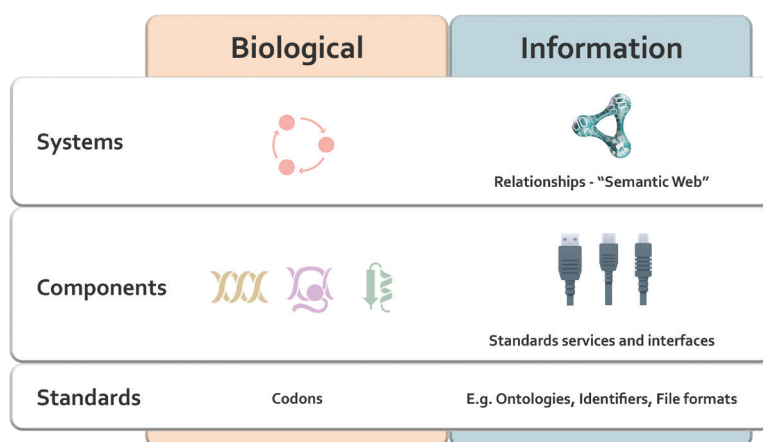 Biological
Information
Systems
Relationships - “Semantic Web”
Components
Standards services and interfaces
Standards
Codons
E.g. Ontologies, Identifiers, File formats